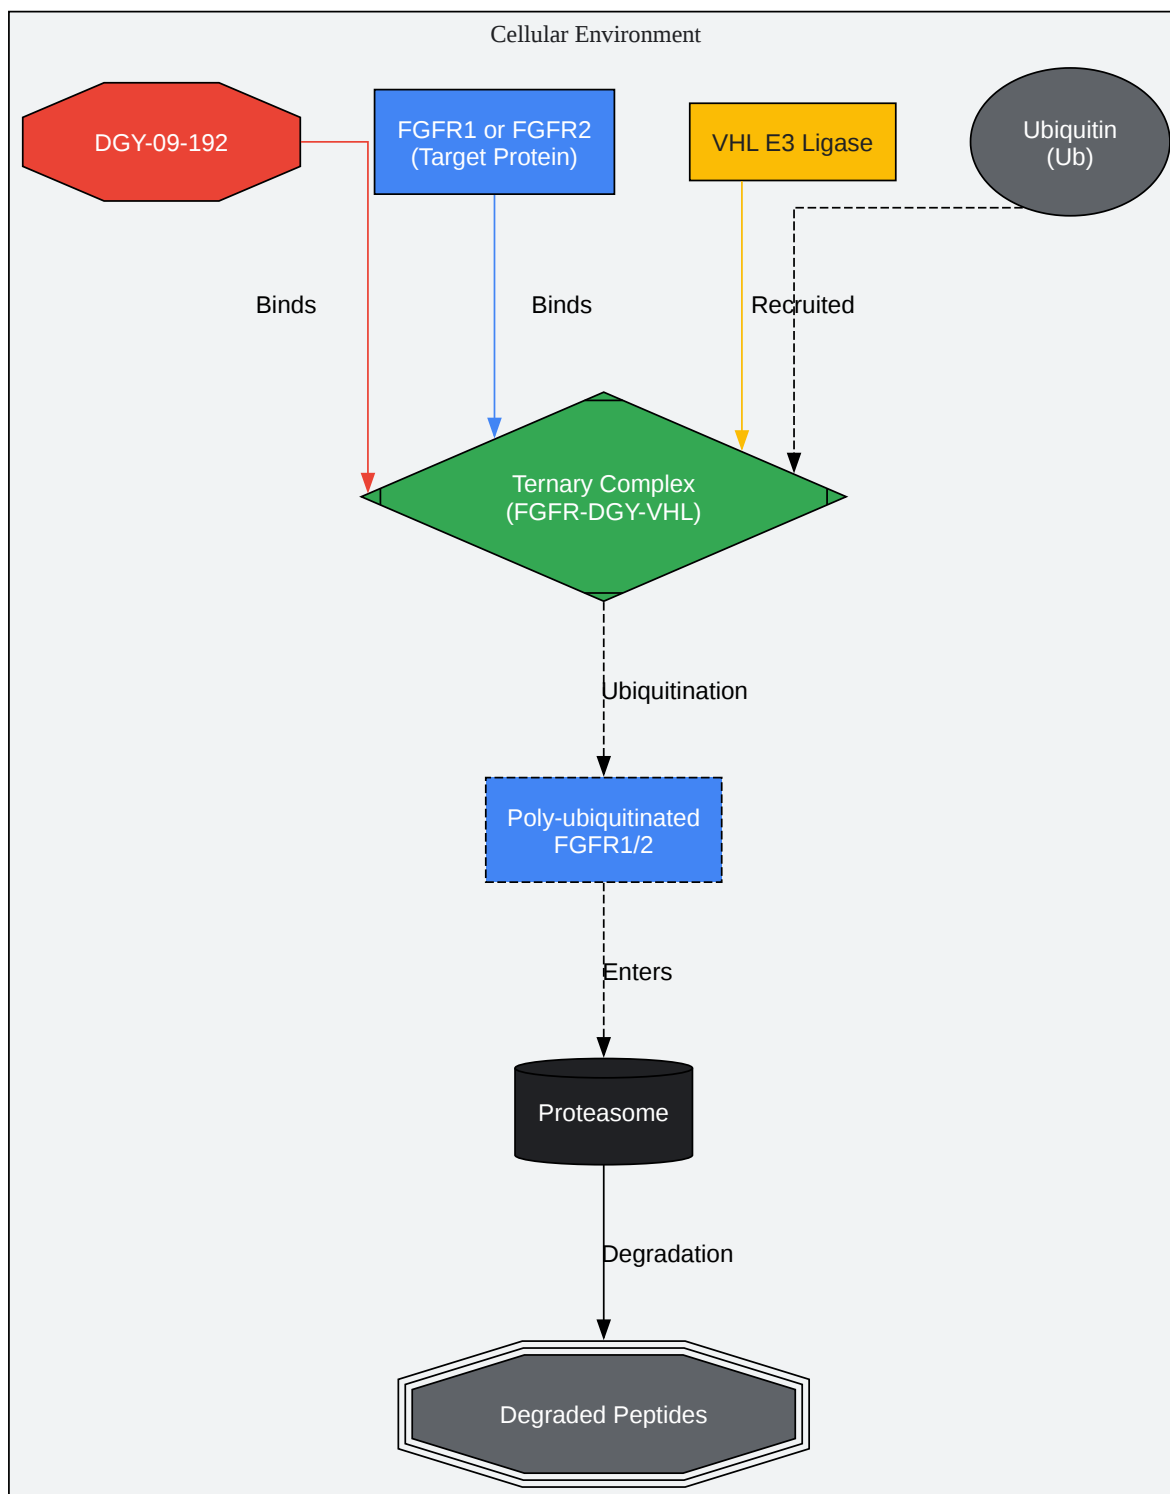 Cellular Environment
DGY-09-192
FGFR1 or FGFR2
(Target Protein)
VHL E3 Ligase
Ubiquitin
(Ub)
Binds
Binds
Recruited
Ternary Complex
(FGFR-DGY-VHL)
Ubiquitination
Poly-ubiquitinated
FGFR1/2
Enters
Proteasome
Degradation
Degraded Peptides